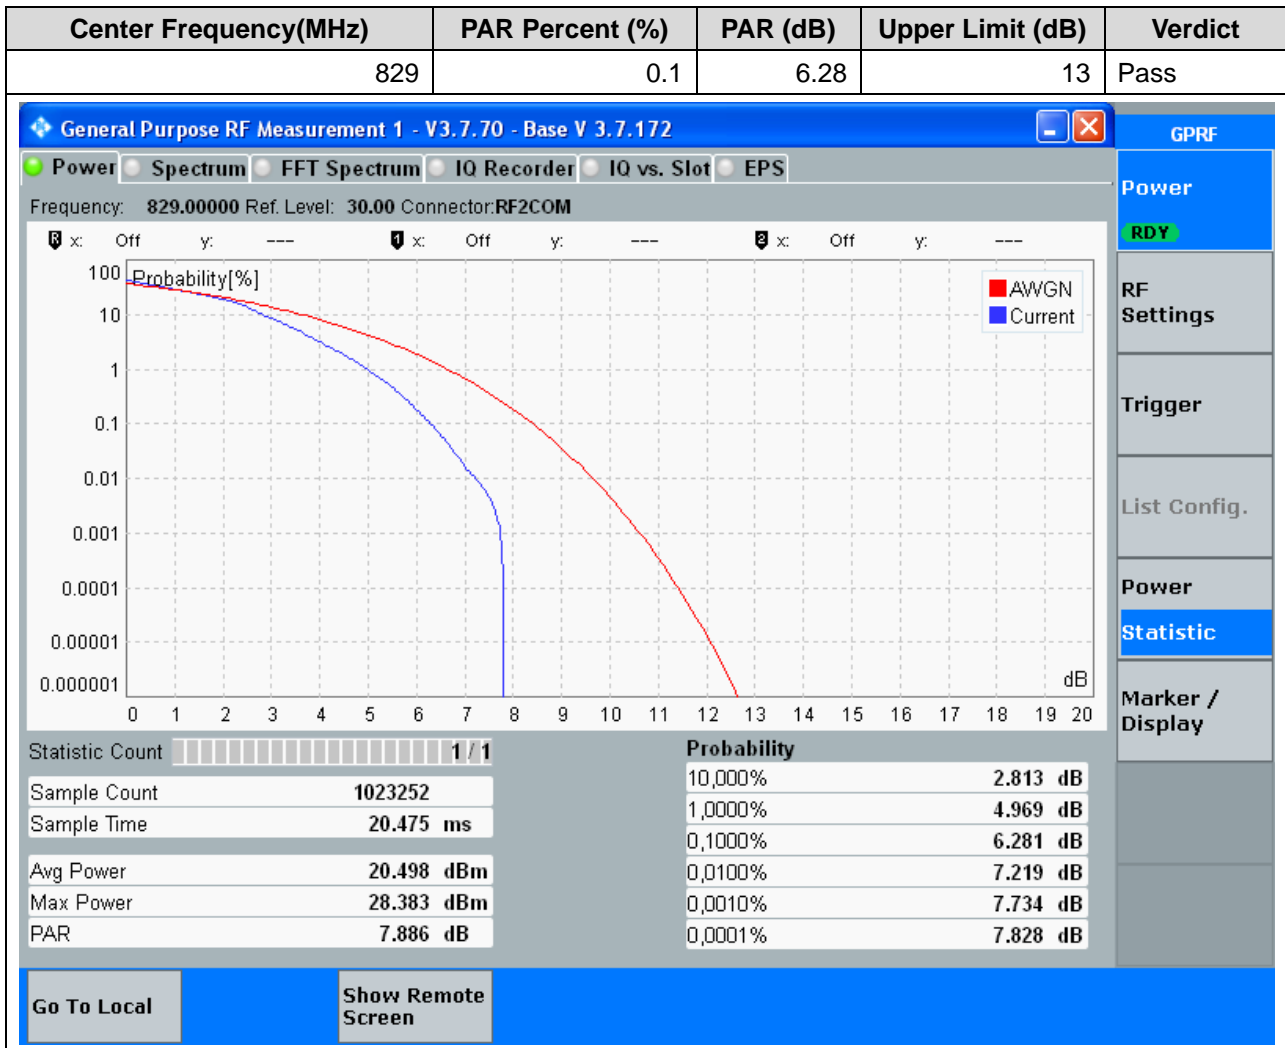 Center Frequency(MHz) PAR Percent (%) PAR (dB) Upper Limit (dB) Verdict
829 0.1 6.28 13 Pass
General Purpose RF Measurement 1 - V3.7.70 - Base V 3.7.172
GPRF
Power Spectrum FFT Spectrum IQ Recorder IQ vs. Slot EPS
Power
RDY
Frequency: 829.00000 Ref. Level: 30.00 Connector:RF2COM
R x: Off y: --- 1 x: Off y: --- 2 x: Off y: ---
Probability[%]
100
10
1
0.1
0.01
0.001
0.0001
0.00001
0.000001
AWGN
Current
dB
0 1 2 3 4 5 6 7 8 9 10 11 12 13 14 15 16 17 18 19 20
RF
Settings
Trigger
List Config.
Power
Statistic
Marker /
Display
Statistic Count 1 / 1
Sample Count 1023252
Sample Time 20.475 ms
Avg Power 20.498 dBm
Max Power 28.383 dBm
PAR 7.886 dB
Probability
10,000% 2.813 dB
1,0000% 4.969 dB
0,1000% 6.281 dB
0,0100% 7.219 dB
0,0010% 7.734 dB
0,0001% 7.828 dB
Go To Local
Show Remote
Screen